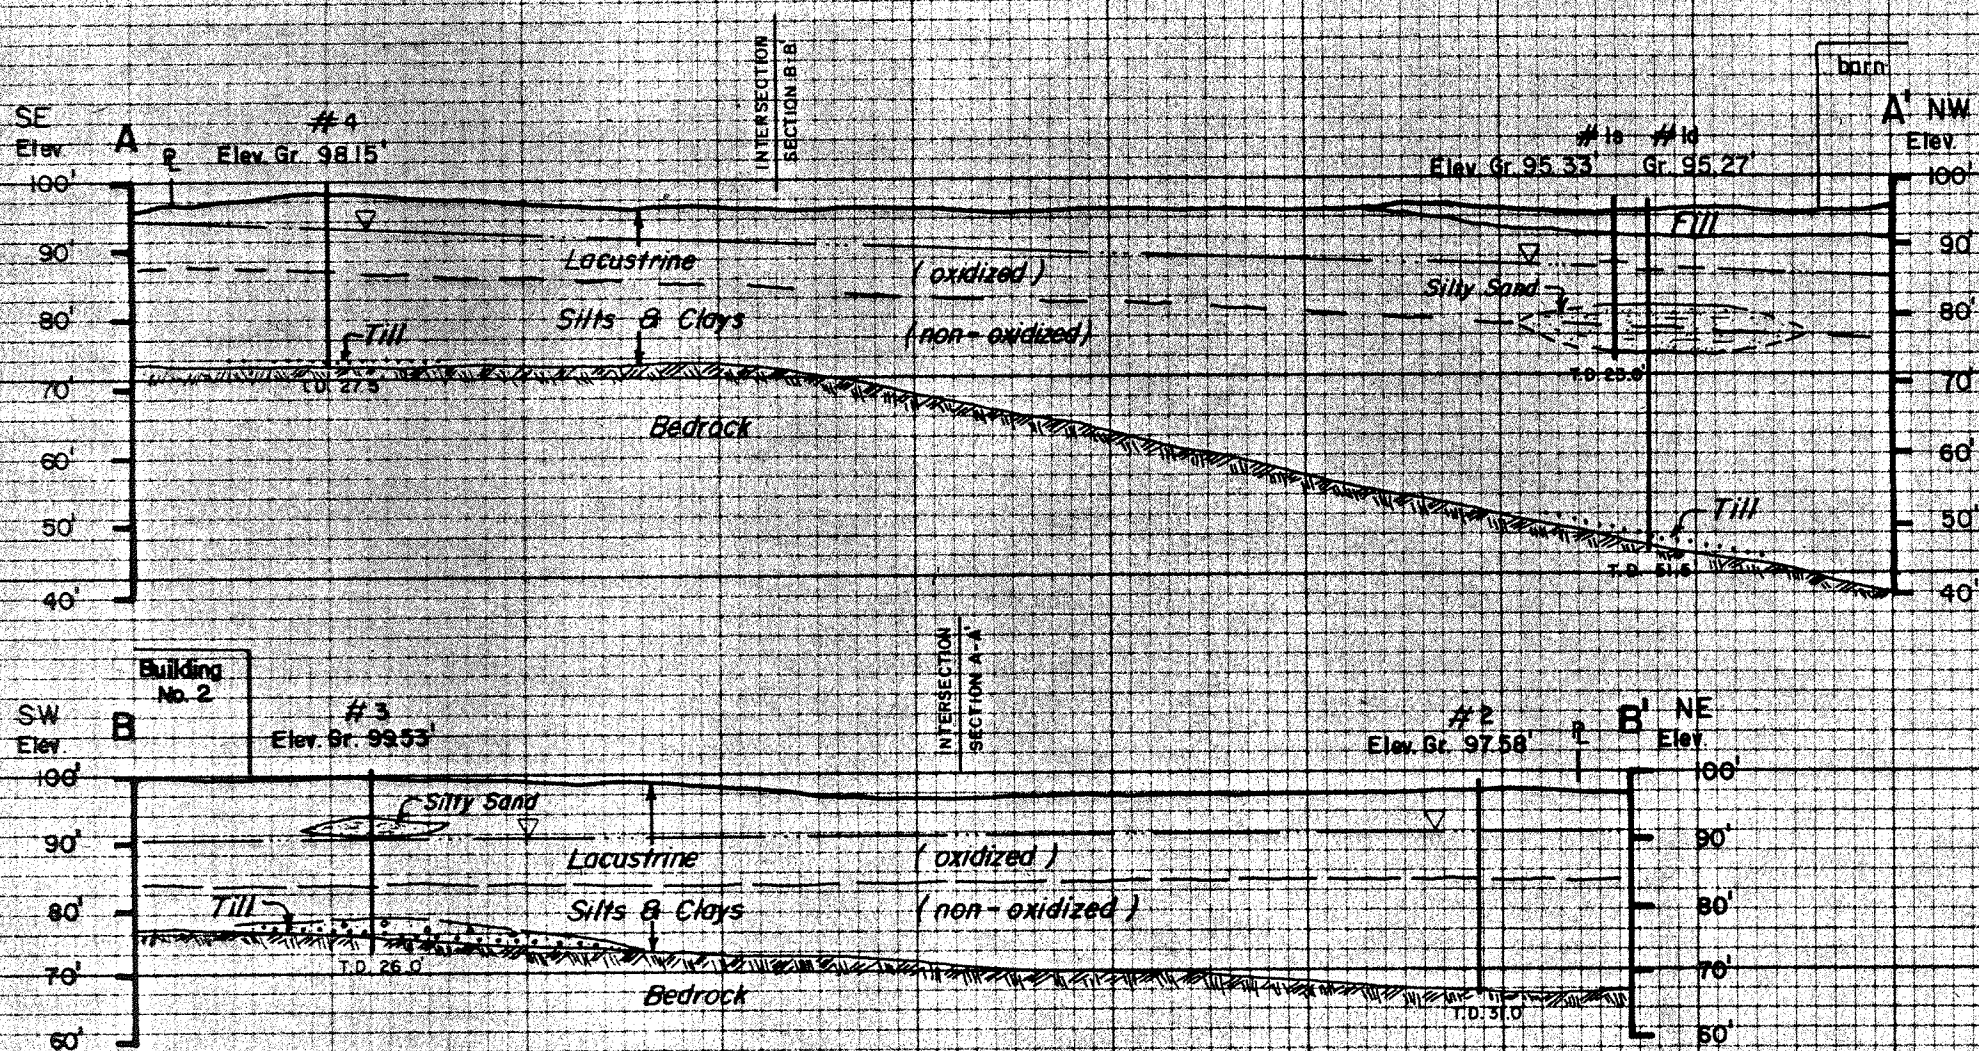 INTERSECTION
SECTION B-B'
barn
SE
Elev.
A
#4
Elev. Gr. 98.15'
#1s #1d
Elev. Gr. 95.33' Gr. 95.27'
A' NW
Elev.
100'
90'
80'
70'
60'
50'
40'
100'
90'
80'
70'
60'
50'
40'
Fill
Lacustrine (oxidized)
Silty Sand
Silts & Clays (non-oxidized)
Till
T.D. 27.5'
T.D. 23.0'
Bedrock
Till
T.D. 51.5'
INTERSECTION
SECTION A-A'
Building
No. 2
SW
Elev.
B
#3
Elev. Gr. 99.53'
#2
Elev. Gr. 97.58'
B' NE
Elev.
100'
90'
80'
70'
60'
100'
90'
80'
70'
60'
Silty Sand
Lacustrine (oxidized)
Till
Silts & Clays (non-oxidized)
T.D. 26.0'
Bedrock
T.D. 31.0'